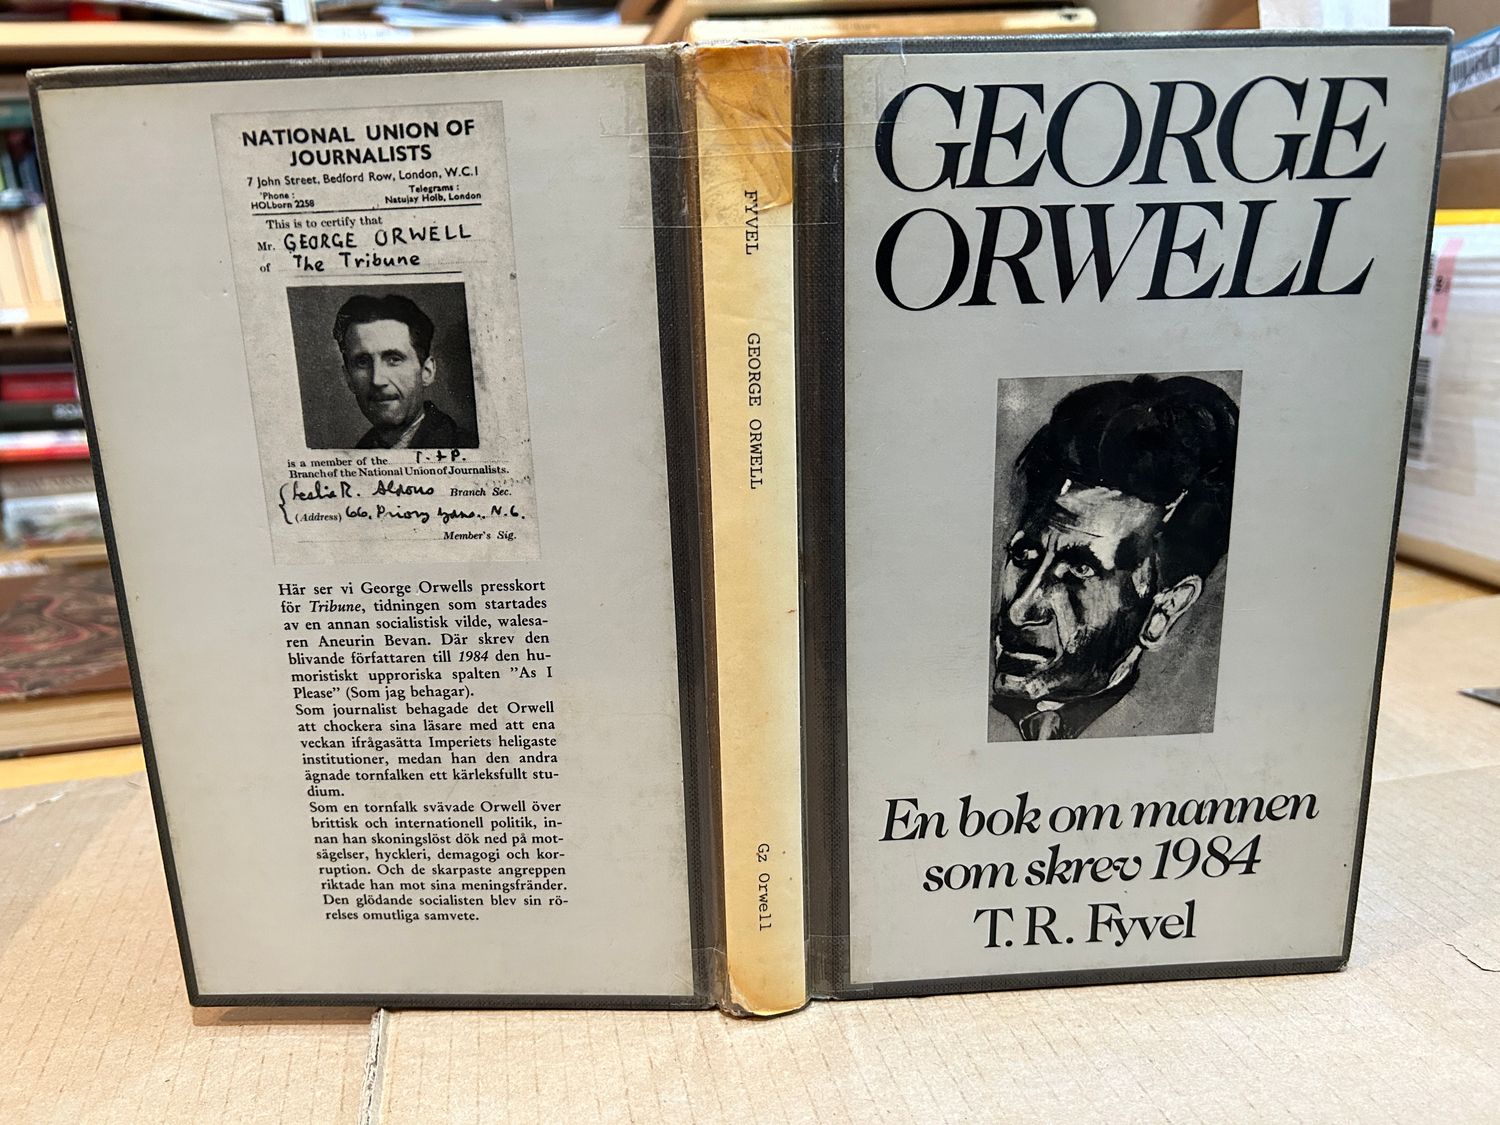 NATIONAL UNION OF
JOURNALISTS
7 John Street, Bedford Row, London, W.C.1
'Phone :
HOLborn 2258
Telegrams :
Natujay Holb, London
This is to certify that
Mr. GEORGE ORWELL
of The Tribune
is a member of the T. & P.
Branch of the National Union of Journalists.
Leslie R. Aldous Branch Sec.
(Address) 66, Priory Gdns., N.6.
Member's Sig.
Här ser vi George Orwells presskort
för Tribune, tidningen som startades
av en annan socialistisk vilde, walesa-
ren Aneurin Bevan. Där skrev den
blivande författaren till 1984 den hu-
moristiskt upproriska spalten ”As I
Please” (Som jag behagar).
Som journalist behagade det Orwell
att chockera sina läsare med att ena
veckan ifrågasätta Imperiets heligaste
institutioner, medan han den andra
ägnade tornfalken ett kärleksfullt stu-
dium.
Som en tornfalk svävade Orwell över
brittisk och internationell politik, in-
nan han skoningslöst dök ned på mot-
sägelser, hyckleri, demagogi och kor-
ruption. Och de skarpaste angreppen
riktade han mot sina meningsfränder.
Den glödande socialisten blev sin rö-
relses omutliga samvete.
FYVEL GEORGE ORWELL Gz Orwell
GEORGE
ORWELL
En bok om mannen
som skrev 1984
T.R. Fyvel